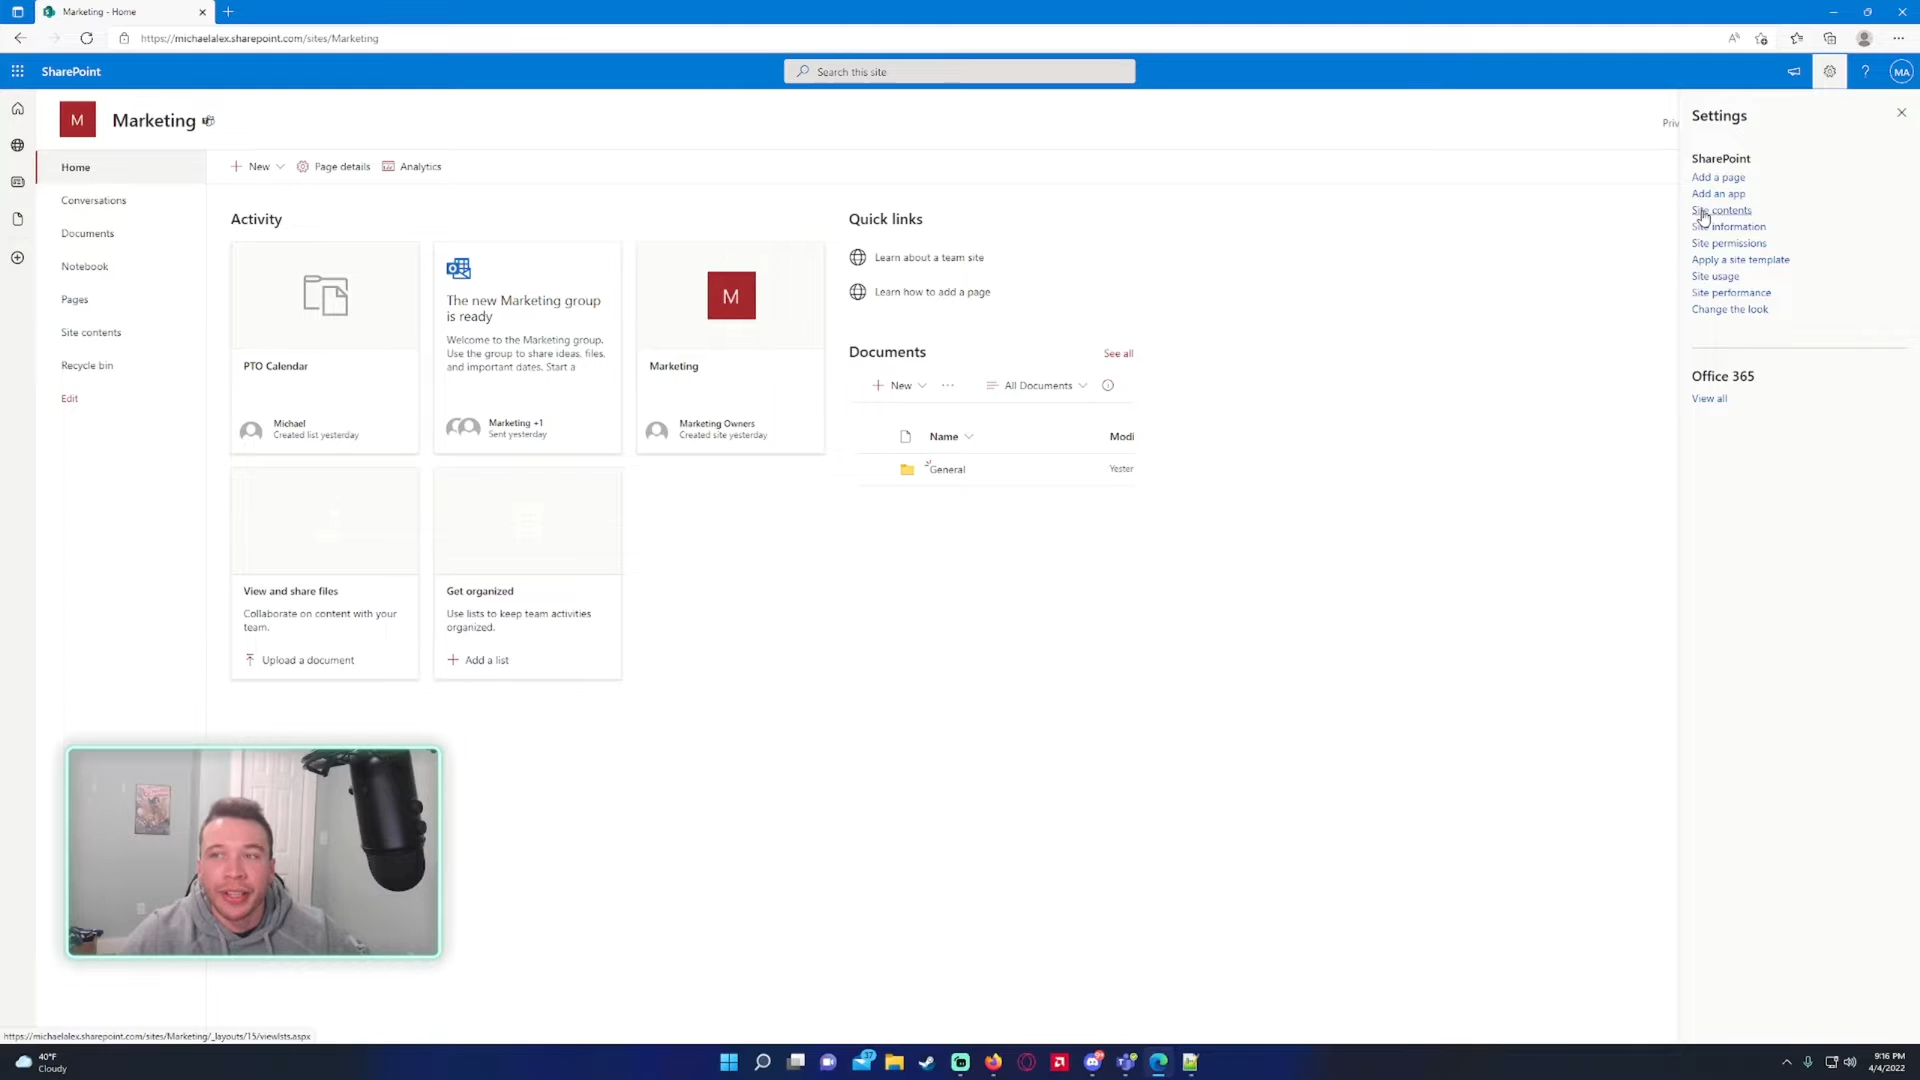 Marketing - Home
https://michaelalex.sharepoint.com/sites/Marketing
SharePoint
Search this site
MA
M
Marketing
Priv
Home
Conversations
Documents
Notebook
Pages
Site contents
Recycle bin
Edit
New
Page details
Analytics
Activity
PTO Calendar
Michael
Created list yesterday
The new Marketing group
is ready
Welcome to the Marketing group.
Use the group to share ideas, files,
and important dates. Start a
Marketing +1
Sent yesterday
M
Marketing
Marketing Owners
Created site yesterday
View and share files
Collaborate on content with your
team.
Upload a document
Get organized
Use lists to keep team activities
organized.
Add a list
Quick links
Learn about a team site
Learn how to add a page
Documents
See all
New
All Documents
Name
Modi
General
Yester
Settings
SharePoint
Add a page
Add an app
Site contents
Site information
Site permissions
Apply a site template
Site usage
Site performance
Change the look
Office 365
View all
https://michaelalex.sharepoint.com/sites/Marketing/_layouts/15/viewlsts.aspx
40°F
Cloudy
9:16 PM
4/4/2022